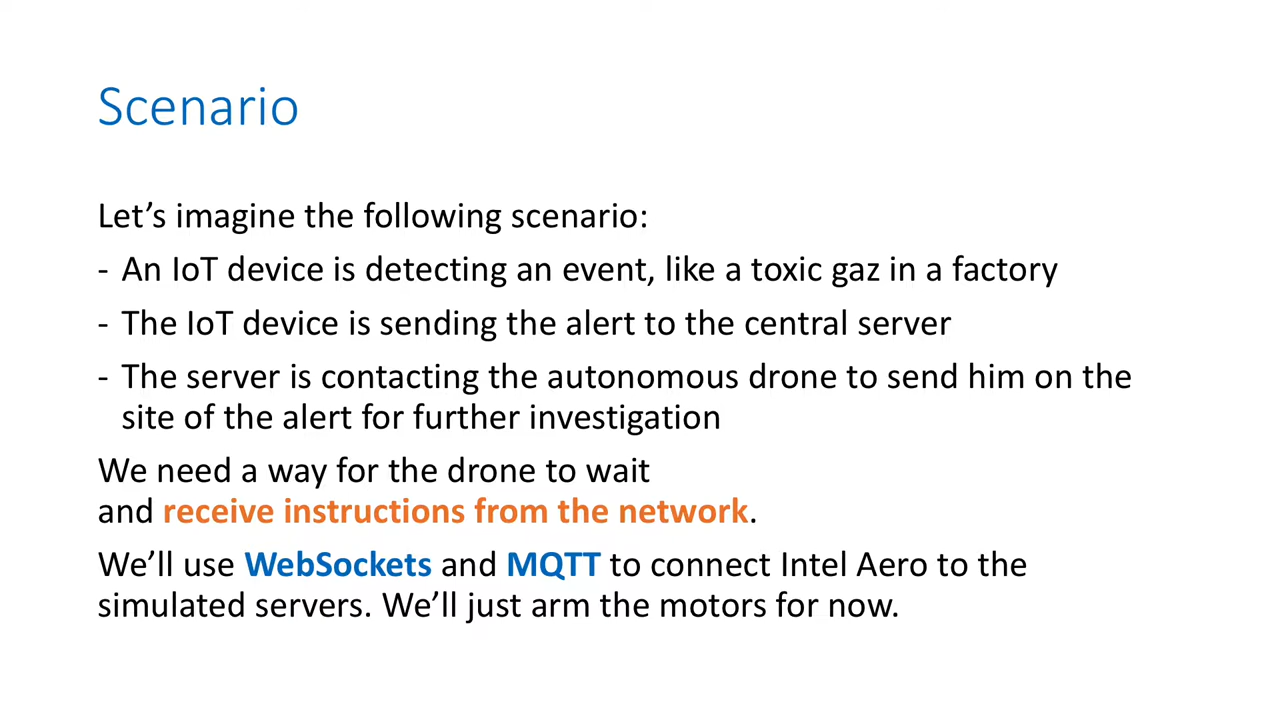 Scenario
Let’s imagine the following scenario:
- An IoT device is detecting an event, like a toxic gaz in a factory
- The IoT device is sending the alert to the central server
- The server is contacting the autonomous drone to send him on the
site of the alert for further investigation
We need a way for the drone to wait
and receive instructions from the network.
We’ll use WebSockets and MQTT to connect Intel Aero to the
simulated servers. We’ll just arm the motors for now.